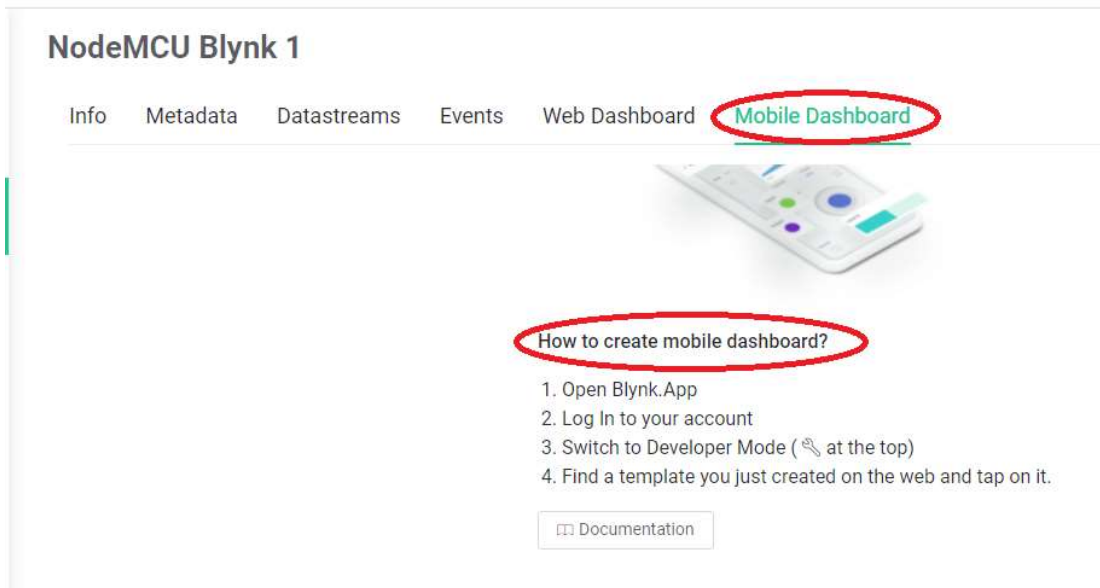 NodeMCU Blynk 1
Info Metadata Datastreams Events Web Dashboard Mobile Dashboard
How to create mobile dashboard?
1. Open Blynk.App
2. Log In to your account
3. Switch to Developer Mode ( at the top)
4. Find a template you just created on the web and tap on it.
Documentation